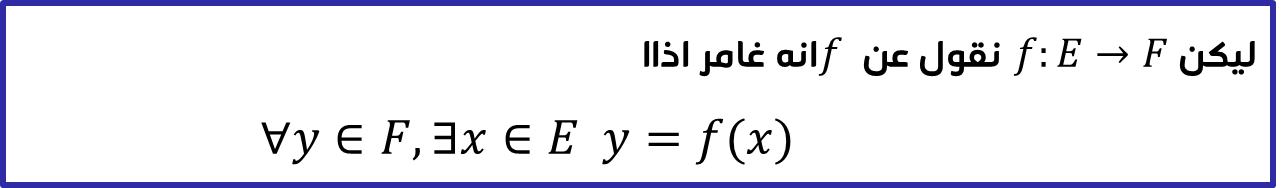 ليكن f: E → F نقول عن f انه غامر اذاا
∀y ∈ F, ∃x ∈ E y = f(x)